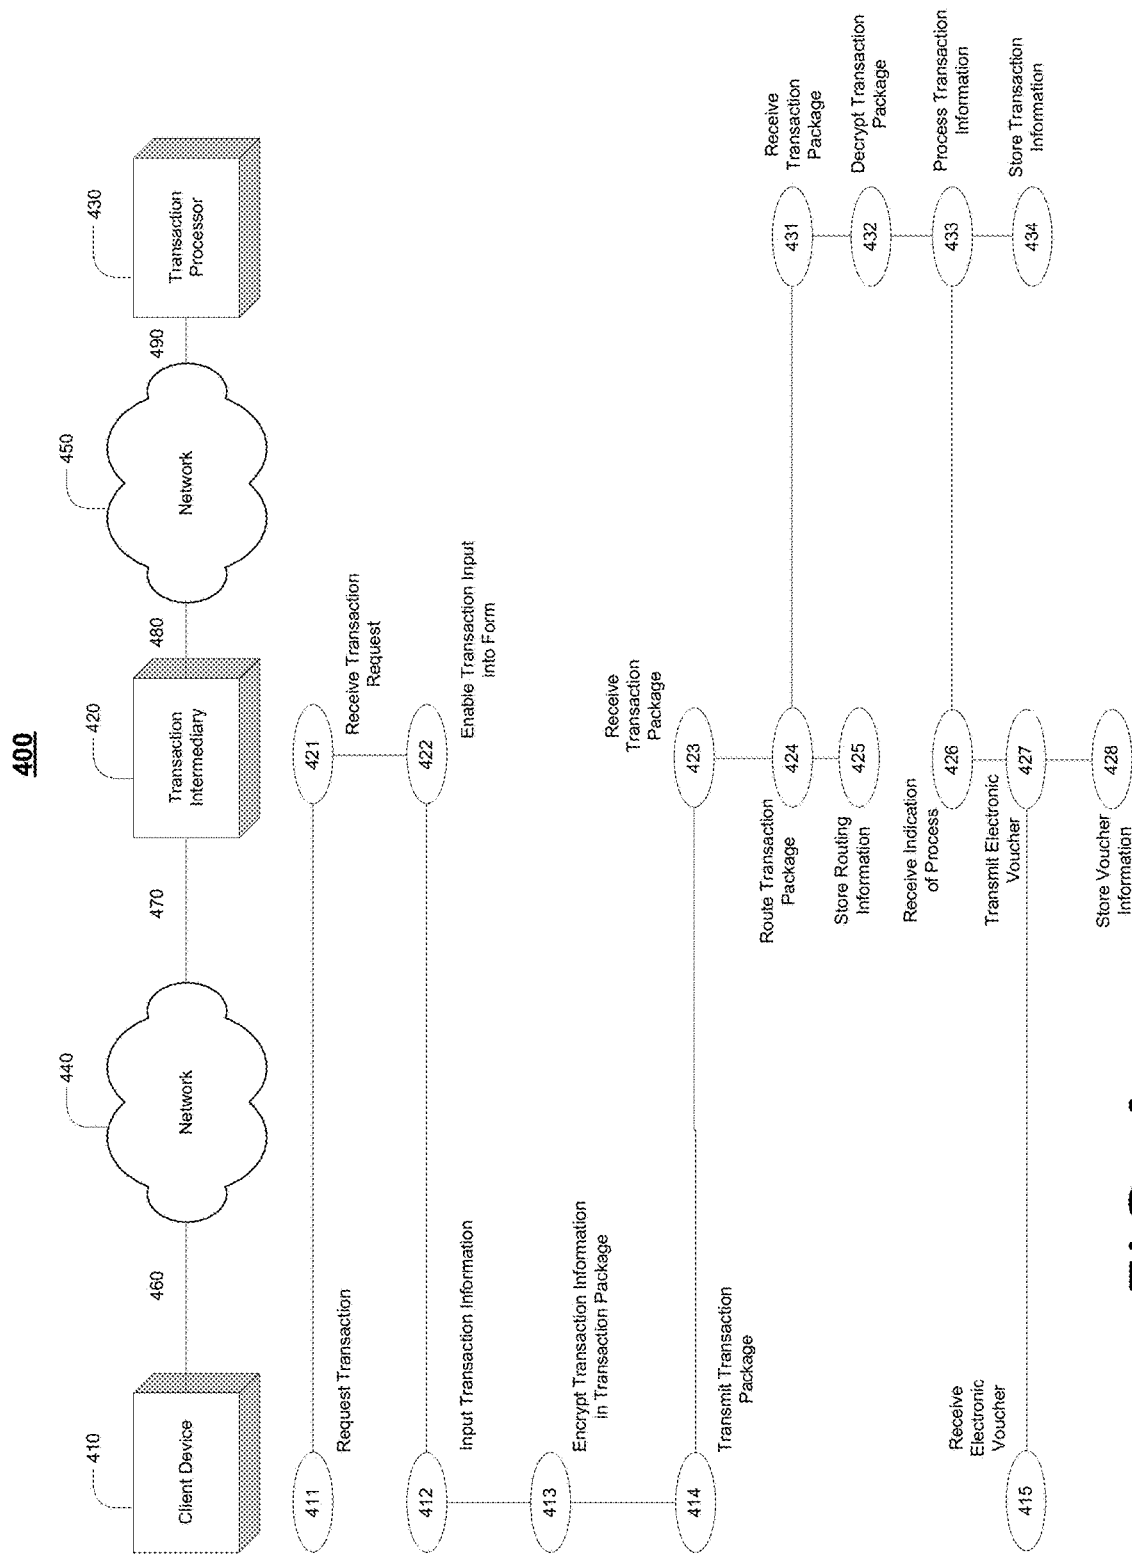 400
410
Client Device
460
440
Network
470
420
Transaction
Intermediary
480
450
Network
490
430
Transaction
Processor
411
Request Transaction
421
Receive Transaction
Request
412
Input Transaction Information
422
Enable Transaction Input
into Form
413
Encrypt Transaction Information
in Transaction Package
414
Transmit Transaction
Package
423
Receive
Transaction
Package
424
Route Transaction
Package
431
Receive
Transaction
Package
425
Store Routing
Information
432
Decrypt Transaction
Package
426
Receive Indication
of Process
433
Process Transaction
Information
415
Receive
Electronic
Voucher
427
Transmit Electronic
Voucher
434
Store Transaction
Information
428
Store Voucher
Information